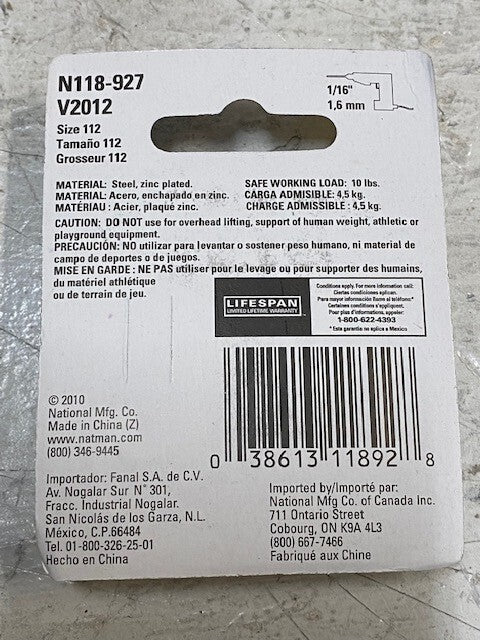 N118-927
V2012
Size 112
Tamaño 112
Grosseur 112
1/16"
1,6 mm
MATERIAL: Steel, zinc plated.
MATERIAL: Acero, enchapado en zinc.
MATÉRIAU : Acier, plaqué zinc.
SAFE WORKING LOAD: 10 lbs.
CARGA ADMISIBLE: 4,5 kg.
CHARGE ADMISSIBLE : 4,5 kg.
CAUTION: DO NOT use for overhead lifting, support of human weight, athletic or
playground equipment.
PRECAUCIÓN: NO utilizar para levantar o sostener peso humano, ni material de
campo de deportes o de juegos.
MISE EN GARDE : NE PAS utiliser pour le levage ou pour supporter des humains,
du matériel athlétique
ou de terrain de jeu.
LIFESPAN
LIMITED LIFETIME WARRANTY
Conditions apply. For more information call:
Ciertas condiciones aplican.
Para mayor información llame al teléfono:*
Certaines conditions s'appliquent.
Pour plus d'information, appeler:
1-800-622-4393
* Esta garantía no aplica a Mexico
© 2010
National Mfg. Co.
Made in China (Z)
www.natman.com
(800) 346-9445
0 38613 11892 8
Importador: Fanal S.A. de C.V.
Av. Nogalar Sur N° 301,
Fracc. Industrial Nogalar.
San Nicolás de los Garza, N.L.
México, C.P.66484
Tel. 01-800-326-25-01
Hecho en China
Imported by/Importé par:
National Mfg Co. of Canada Inc.
711 Ontario Street
Cobourg, ON K9A 4L3
(800) 667-7466
Fabriqué aux Chine